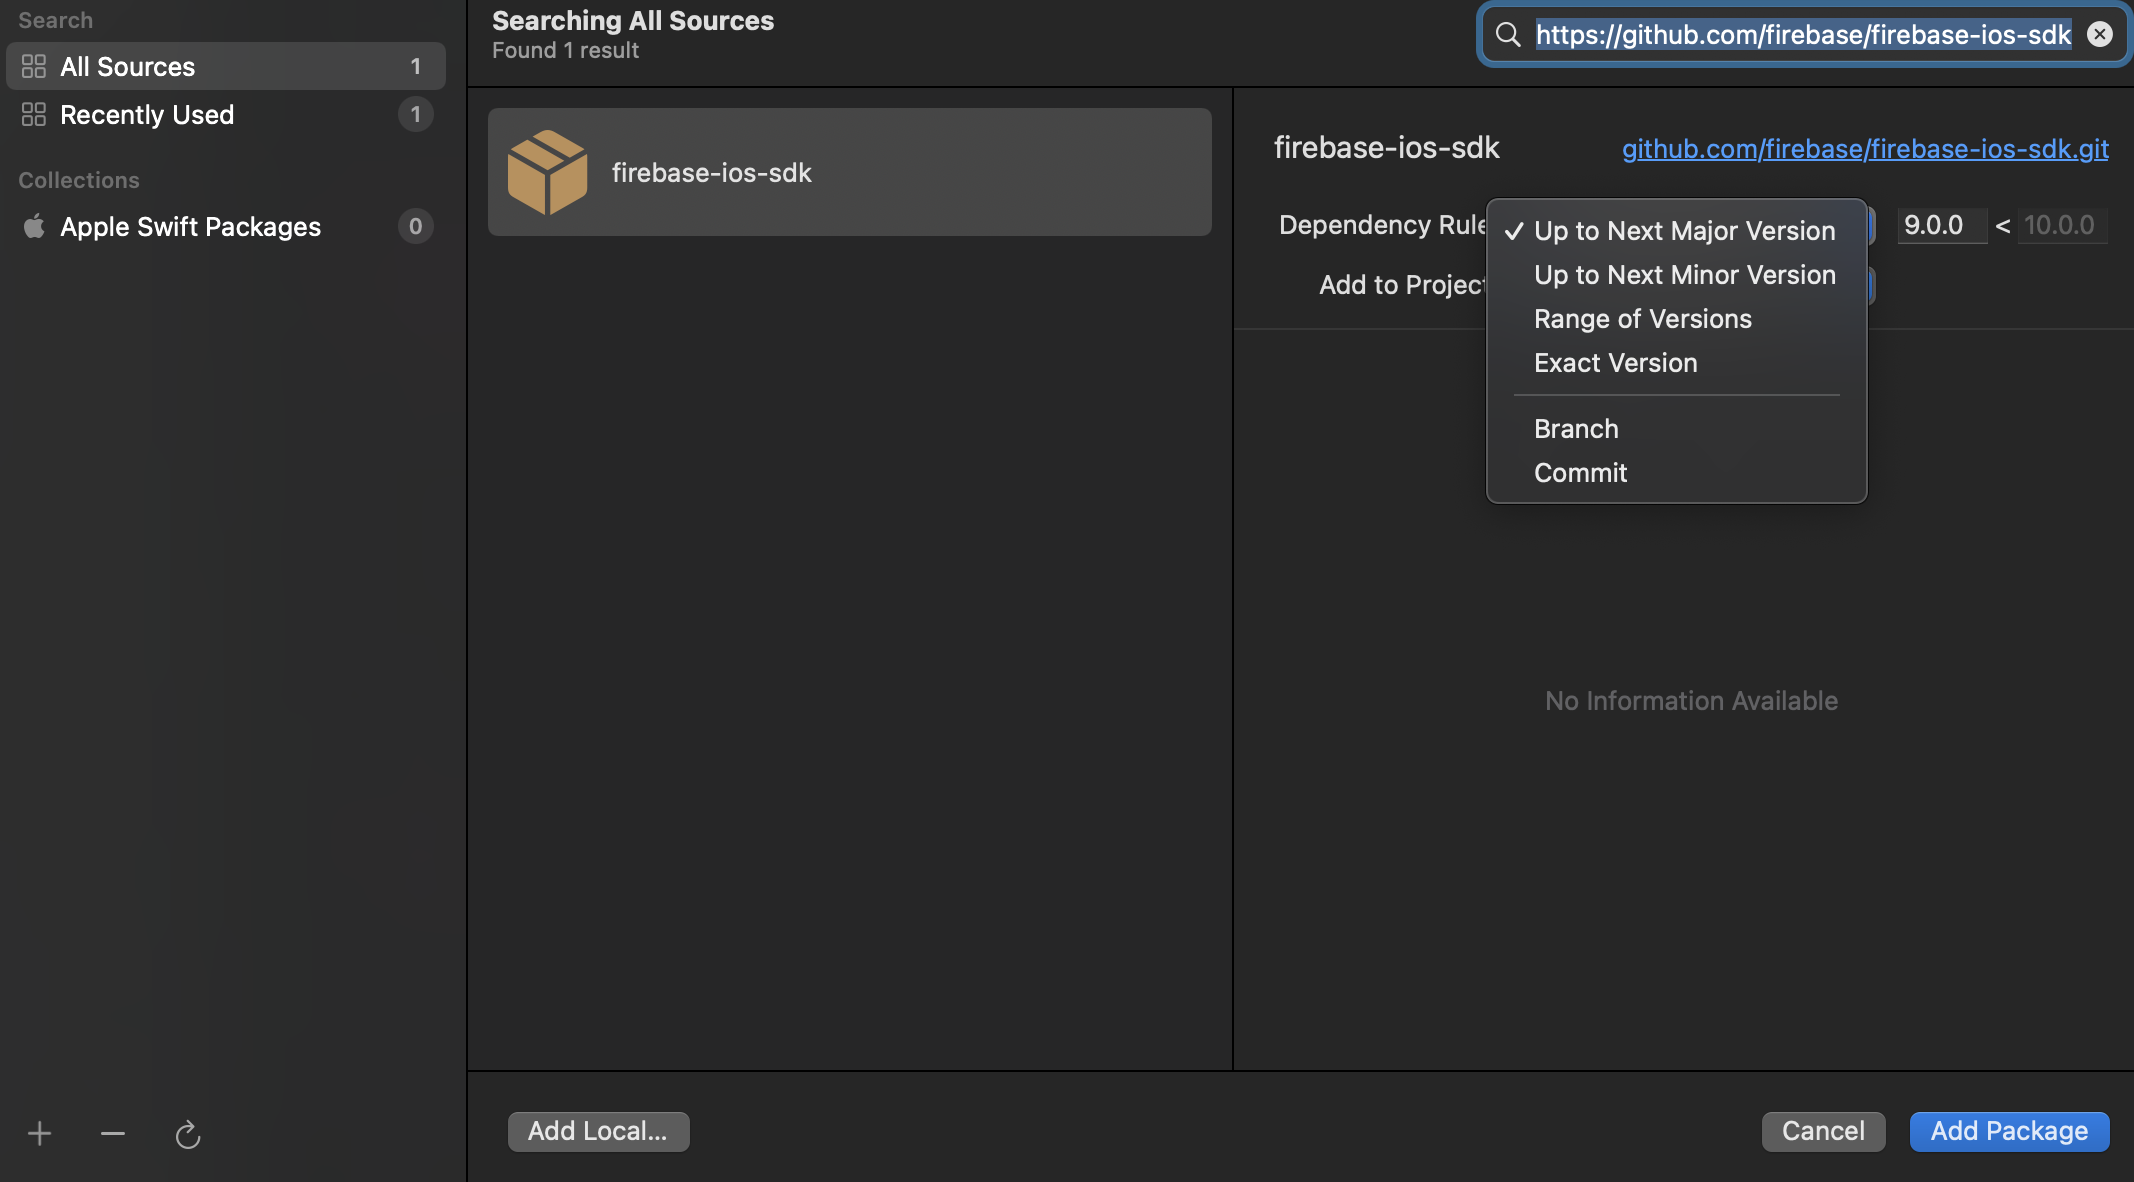 Search
All Sources 1
Recently Used 1
Collections
Apple Swift Packages 0
Searching All Sources
Found 1 result
https://github.com/firebase/firebase-ios-sdk
firebase-ios-sdk
firebase-ios-sdk github.com/firebase/firebase-ios-sdk.git
Dependency Rule 9.0.0 < 10.0.0
Add to Project
Up to Next Major Version
Up to Next Minor Version
Range of Versions
Exact Version
Branch
Commit
No Information Available
Add Local...
Cancel
Add Package